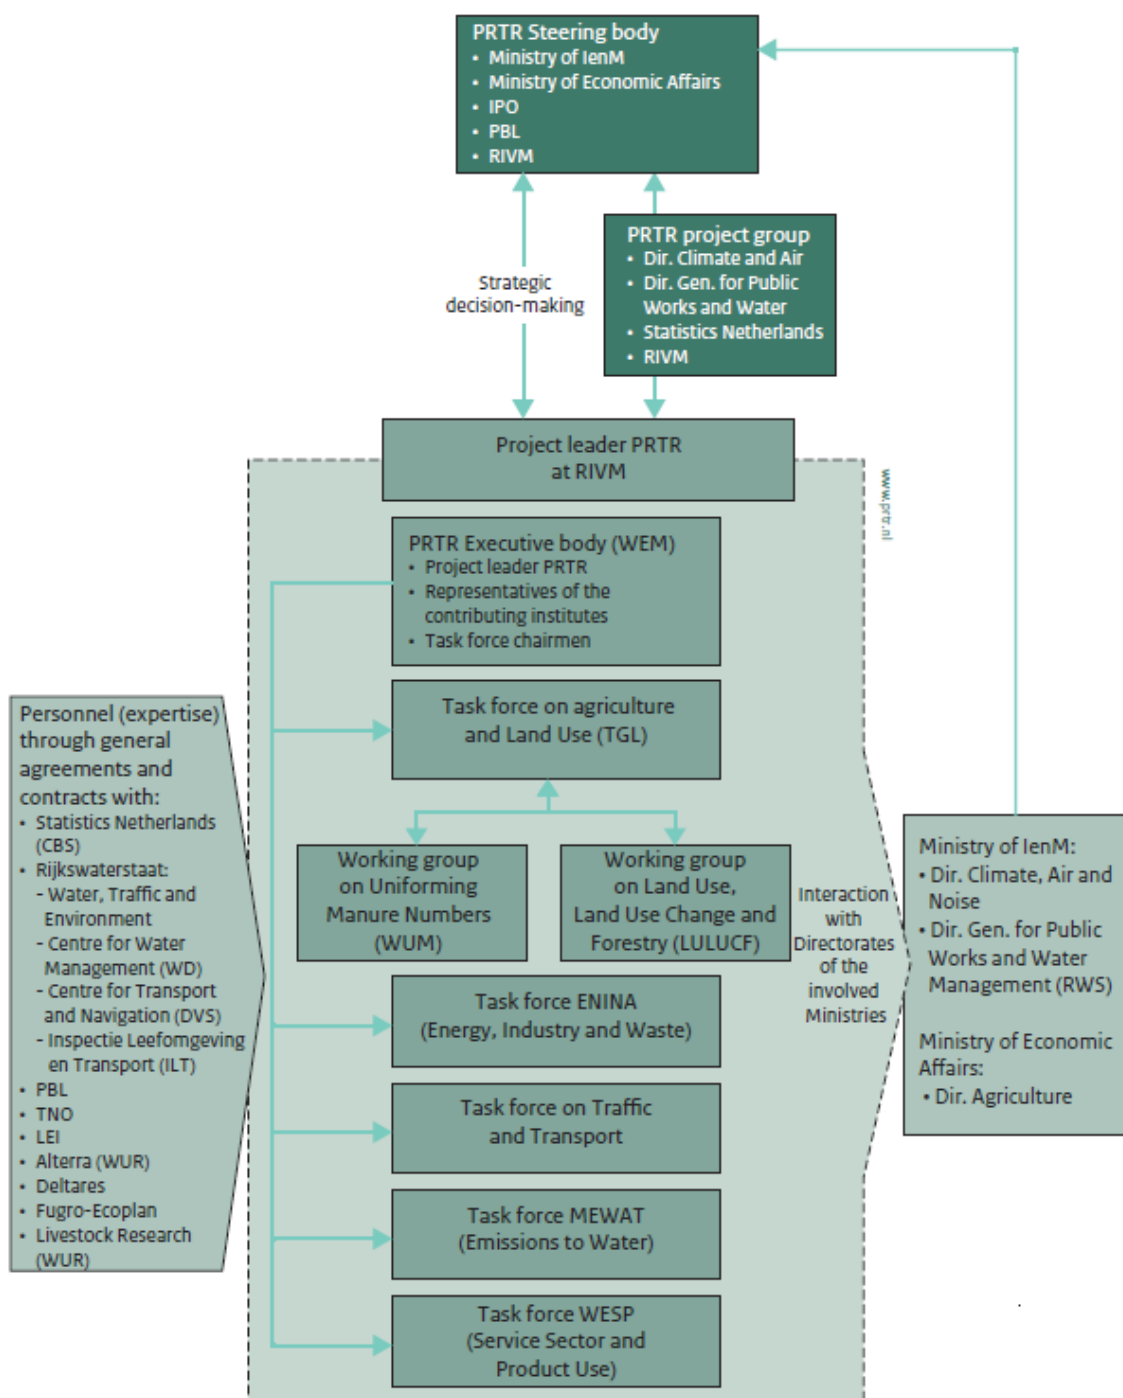 PRTR Steering body
• Ministry of IenM
• Ministry of Economic Affairs
• IPO
• PBL
• RIVM
PRTR project group
• Dir. Climate and Air
• Dir. Gen. for Public
Works and Water
• Statistics Netherlands
• RIVM
Strategic
decision-making
Project leader PRTR
at RIVM
www.prtr.nl
PRTR Executive body (WEM)
• Project leader PRTR
• Representatives of the
contributing institutes
• Task force chairmen
Task force on agriculture
and Land Use (TGL)
Working group
on Uniforming
Manure Numbers
(WUM)
Working group
on Land Use,
Land Use Change and
Forestry (LULUCF)
Task force ENINA
(Energy, Industry and Waste)
Task force on Traffic
and Transport
Task force MEWAT
(Emissions to Water)
Task force WESP
(Service Sector and
Product Use)
Personnel (expertise)
through general
agreements and
contracts with:
• Statistics Netherlands
(CBS)
• Rijkswaterstaat:
- Water, Traffic and
Environment
- Centre for Water
Management (WD)
- Centre for Transport
and Navigation (DVS)
- Inspectie Leefomgeving
en Transport (ILT)
• PBL
• TNO
• LEI
• Alterra (WUR)
• Deltares
• Fugro-Ecoplan
• Livestock Research
(WUR)
Interaction
with
Directorates
of the
involved
Ministries
Ministry of IenM:
• Dir. Climate, Air and
Noise
• Dir. Gen. for Public
Works and Water
Management (RWS)
Ministry of Economic
Affairs:
• Dir. Agriculture